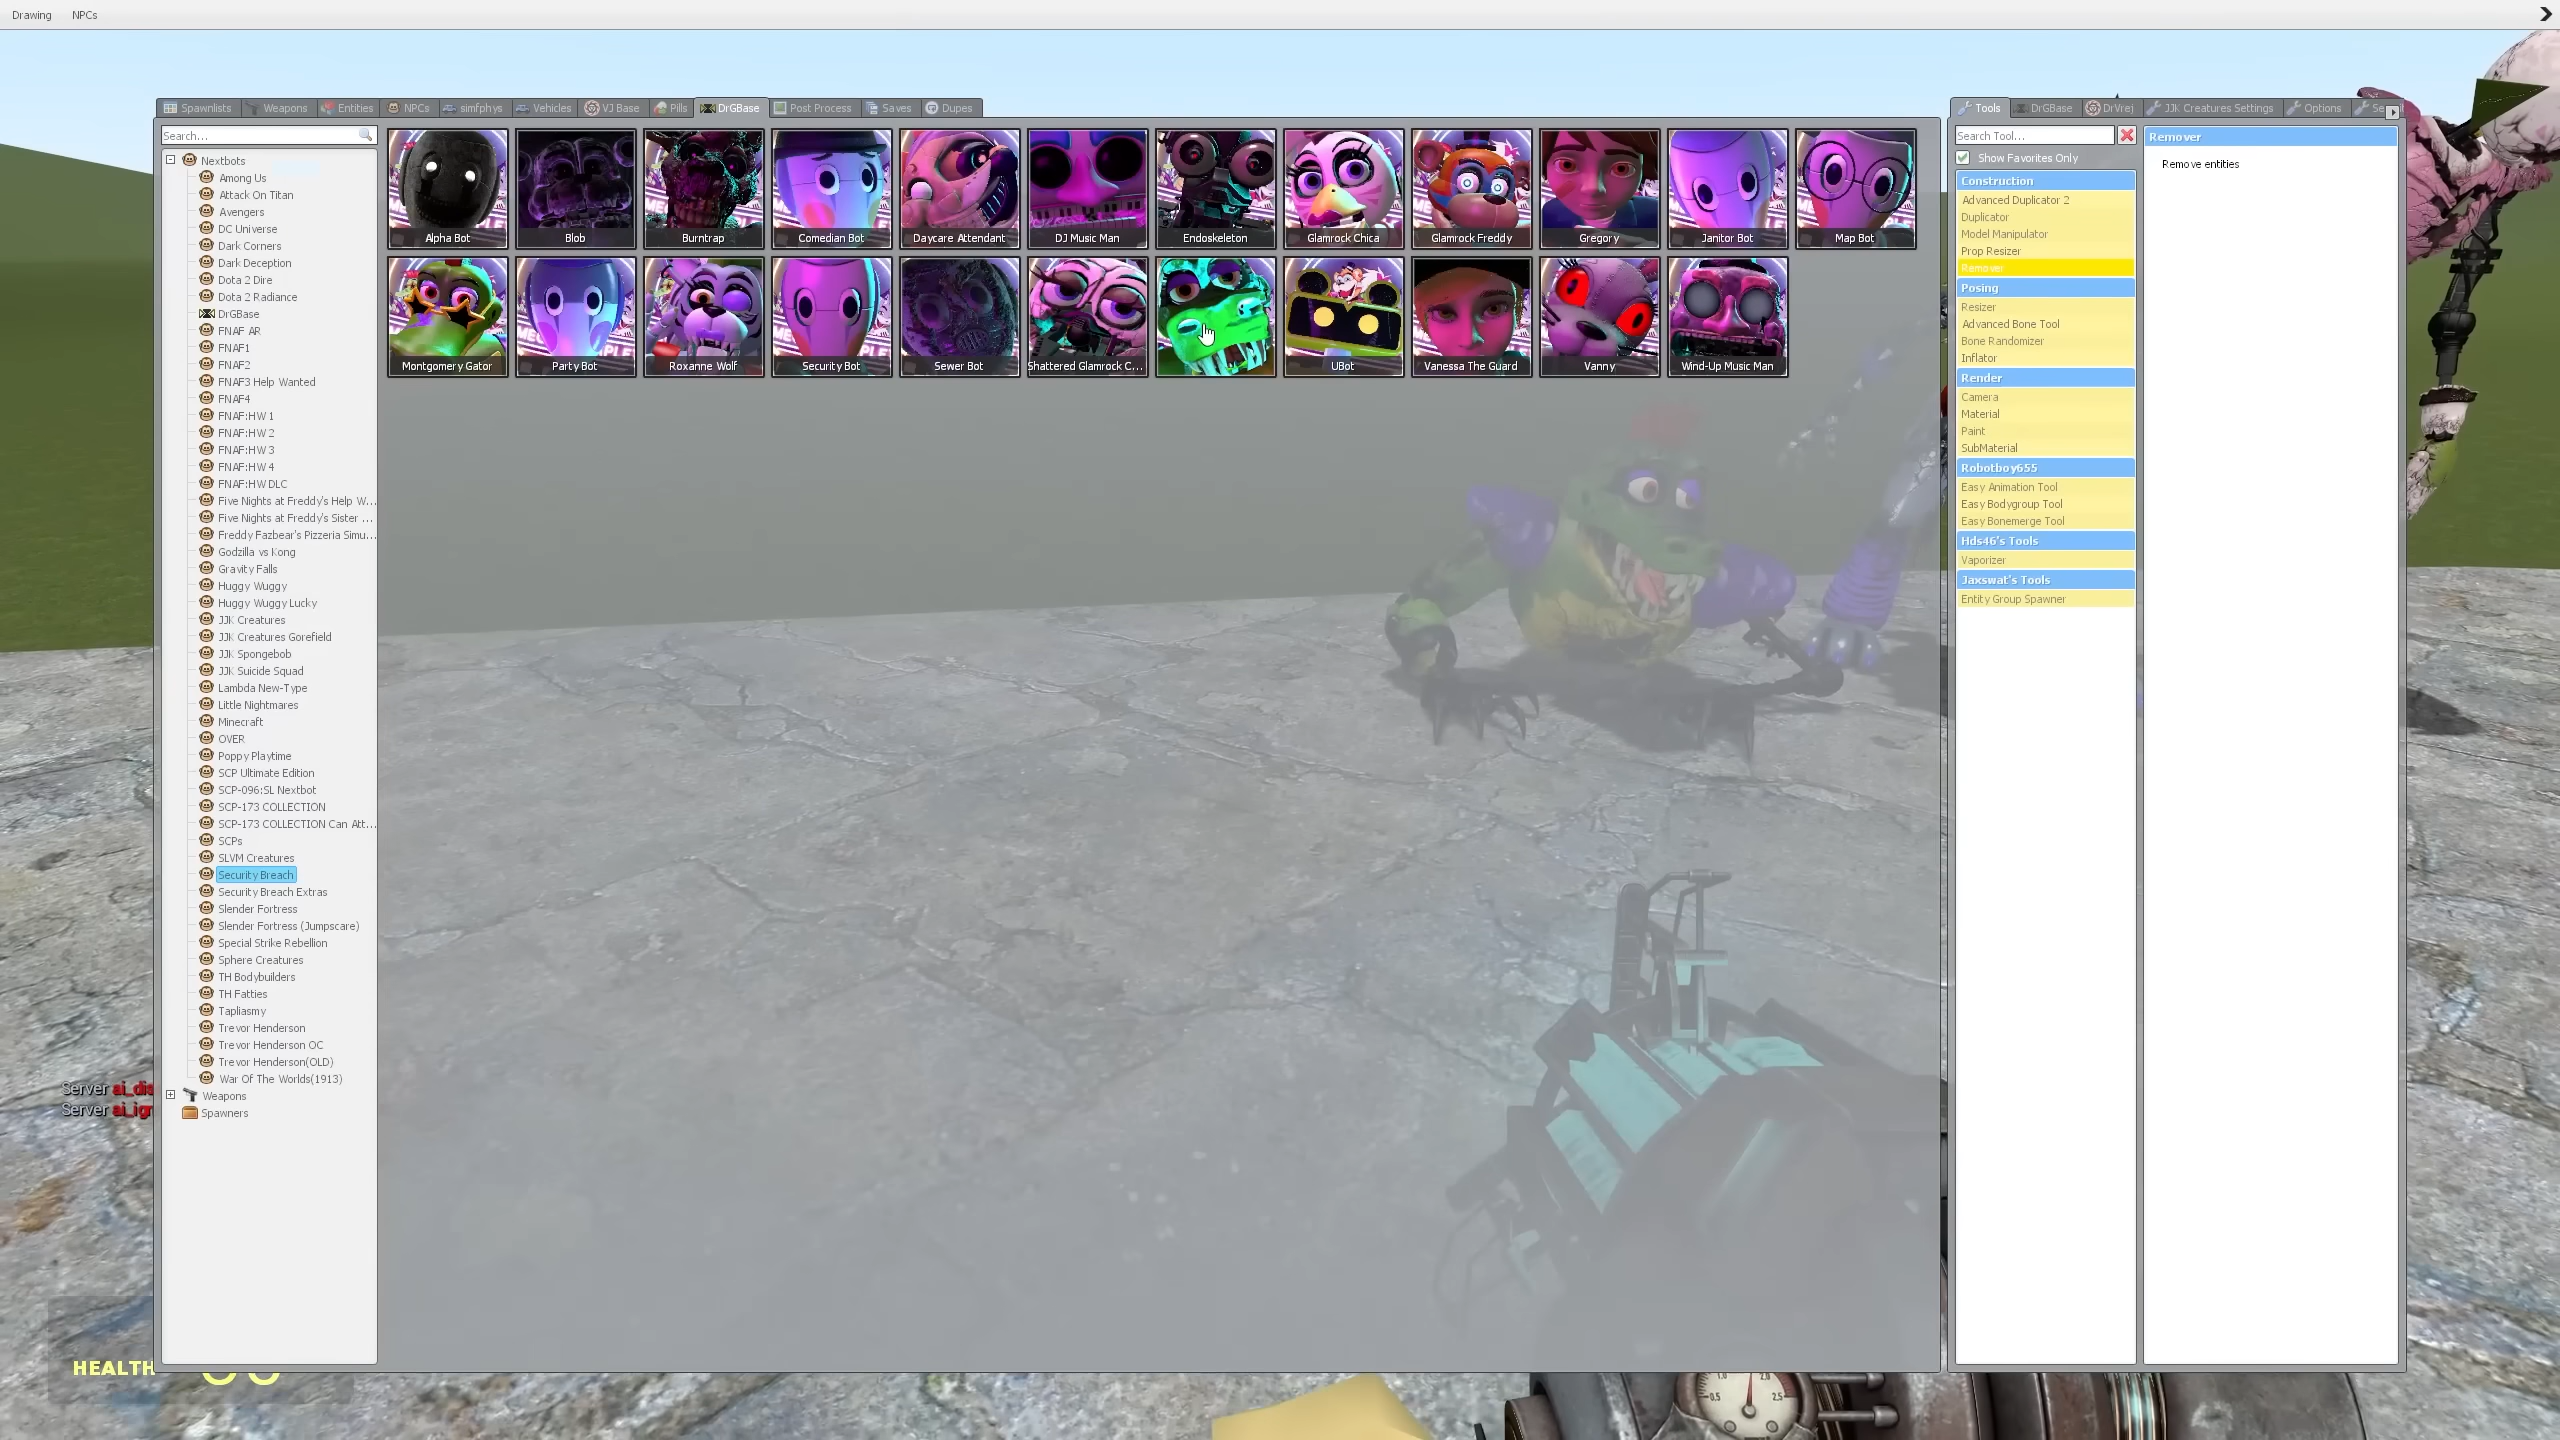 Drawing NPCs
Spawnlists Weapons Entities NPCs simfphys Vehicles VJ Base Pills DrGBase Post Process Saves Dupes
Search...
Nextbots
Among Us
Attack On Titan
Avengers
DC Universe
Dark Corners
Dark Deception
Dota 2 Dire
Dota 2 Radiance
DrGBase
FNAF AR
FNAF1
FNAF2
FNAF3 Help Wanted
FNAF4
FNAF:HW 1
FNAF:HW 2
FNAF:HW 3
FNAF:HW 4
FNAF:HW DLC
Five Nights at Freddy's Help W...
Five Nights at Freddy's Sister ...
Freddy Fazbear's Pizzeria Simu...
Godzilla vs Kong
Gravity Falls
Huggy Wuggy
Huggy Wuggy Lucky
JJK Creatures
JJK Creatures Gorefield
JJK Spongebob
JJK Suicide Squad
Lambda New-Type
Little Nightmares
Minecraft
OVER
Poppy Playtime
SCP Ultimate Edition
SCP-096:SL Nextbot
SCP-173 COLLECTION
SCP-173 COLLECTION Can Att...
SCPs
SLVM Creatures
Security Breach
Security Breach Extras
Slender Fortress
Slender Fortress (Jumpscare)
Special Strike Rebellion
Sphere Creatures
TH Bodybuilders
TH Fatties
Tapliasmy
Trevor Henderson
Trevor Henderson OC
Trevor Henderson(OLD)
War Of The Worlds(1913)
Weapons
Spawners
Alpha Bot Blob Burntrap Comedian Bot Daycare Attendant DJ Music Man Endoskeleton Glamrock Chica Glamrock Freddy Gregory Janitor Bot Map Bot
Montgomery Gator Party Bot Roxanne Wolf Security Bot Sewer Bot Shattered Glamrock C... UBot Vanessa The Guard Vanny Wind-Up Music Man
Tools DrGBase DrVrej JJK Creatures Settings Options
Search Tool...
Show Favorites Only
Construction
Advanced Duplicator 2
Duplicator
Model Manipulator
Prop Resizer
Remover
Posing
Resizer
Advanced Bone Tool
Bone Randomizer
Inflator
Render
Camera
Material
Paint
SubMaterial
Robotboy655
Easy Animation Tool
Easy Bodygroup Tool
Easy Bonemerge Tool
Hds46's Tools
Vaporizer
Jaxswat's Tools
Entity Group Spawner
Remover
Remove entities
Server ai_dis
Server ai_ign
HEALTH